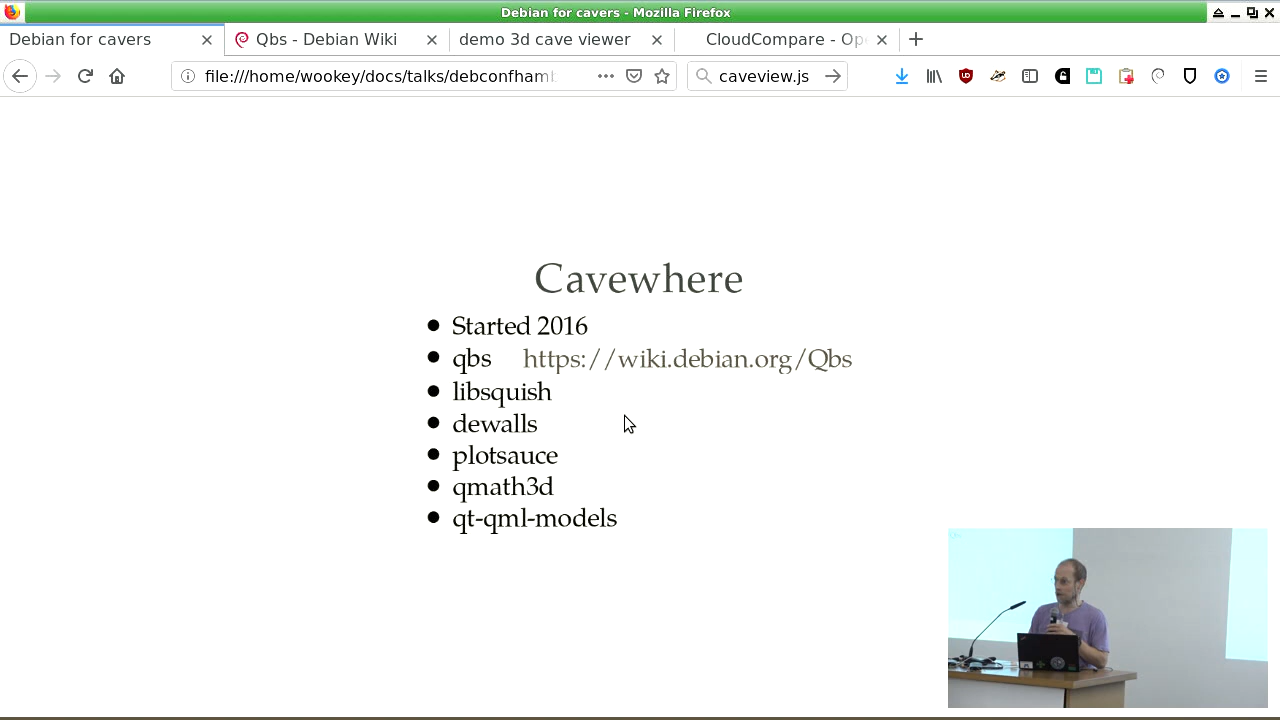 Debian for cavers - Mozilla Firefox
Debian for cavers
Qbs - Debian Wiki
demo 3d cave viewer
CloudCompare - Op
file:///home/wookey/docs/talks/debconfhamb
caveview.js
Cavewhere
Started 2016
qbs https://wiki.debian.org/Qbs
libsquish
dewalls
plotsauce
qmath3d
qt-qml-models